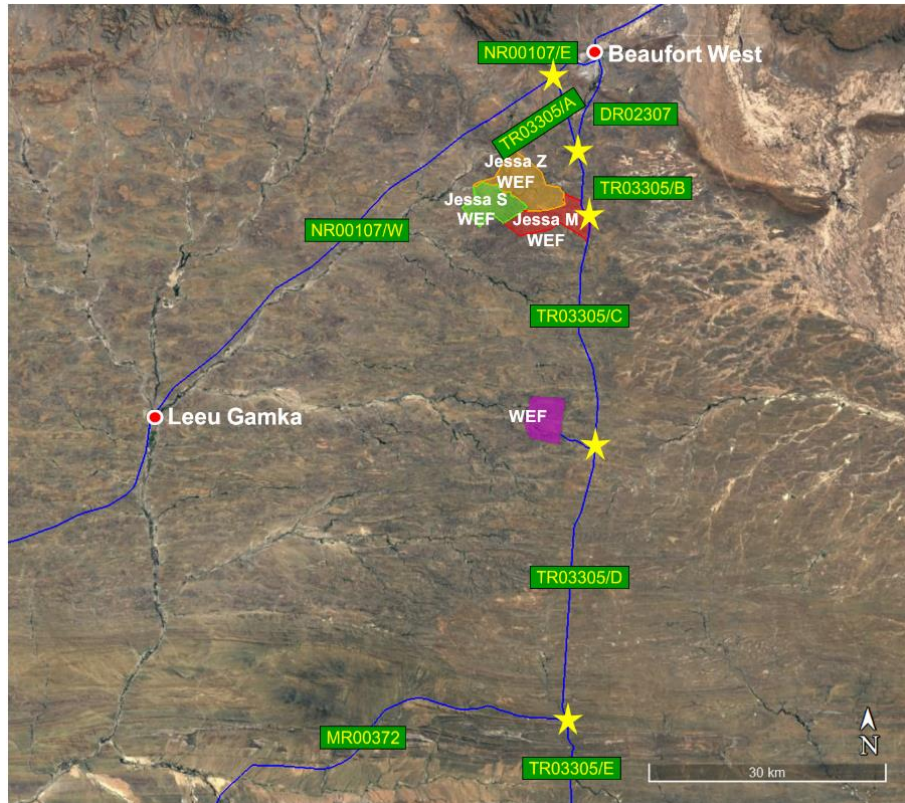 NR00107/E
Beaufort West
TR03305/A
DR02307
Jessa Z
WEF
TR03305/B
Jessa S
WEF
Jessa M
WEF
NR00107/W
TR03305/C
Leeu Gamka
WEF
TR03305/D
MR00372
TR03305/E
N
30 km